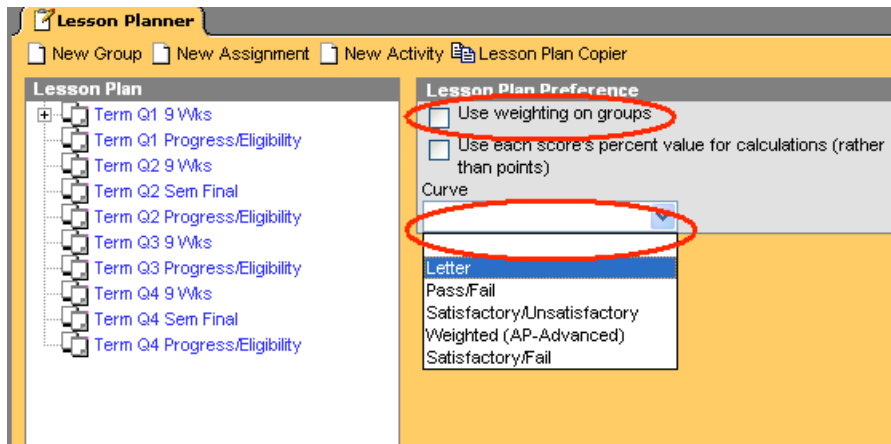 Lesson Planner
New Group New Assignment New Activity Lesson Plan Copier
Lesson Plan
Term Q1 9 Wks
Term Q1 Progress/Eligibility
Term Q2 9 Wks
Term Q2 Sem Final
Term Q2 Progress/Eligibility
Term Q3 9 Wks
Term Q3 Progress/Eligibility
Term Q4 9 Wks
Term Q4 Sem Final
Term Q4 Progress/Eligibility
Lesson Plan Preference
Use weighting on groups
Use each score's percent value for calculations (rather
than points)
Curve
Letter
Pass/Fail
Satisfactory/Unsatisfactory
Weighted (AP-Advanced)
Satisfactory/Fail